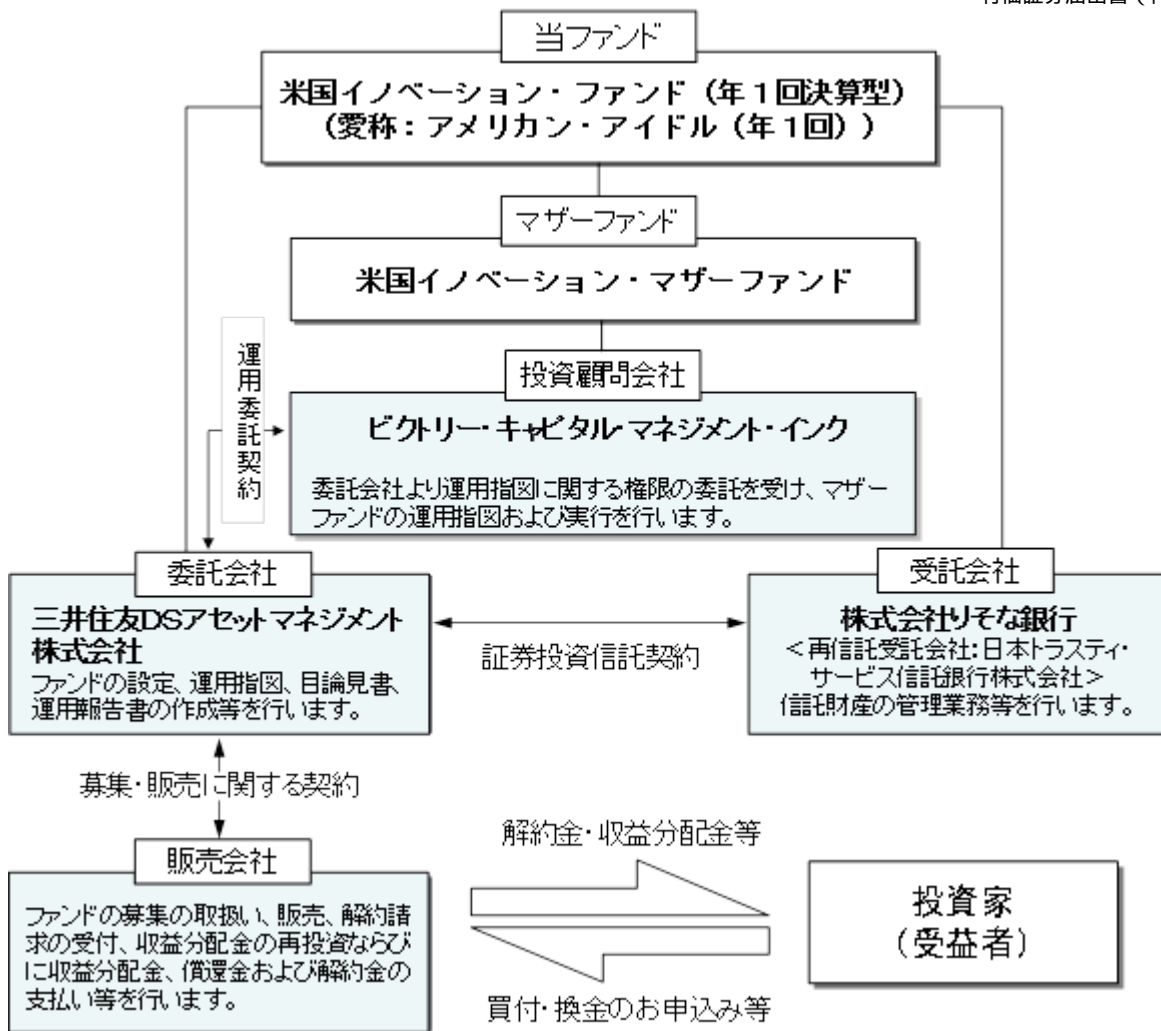 有価証券届出書
当ファンド
米国イノベーション・ファンド（年１回決算型）
（愛称：アメリカン・アイドル（年１回））
マザーファンド
米国イノベーション・マザーファンド
運用委託契約
投資顧問会社
ビクトリー・キャピタル・マネジメント・インク
委託会社より運用指図に関する権限の委託を受け、マザー
ファンドの運用指図および実行を行います。
委託会社
三井住友DSアセットマネジメント
株式会社
ファンドの設定、運用指図、目論見書、
運用報告書の作成等を行います。
証券投資信託契約
受託会社
株式会社りそな銀行
＜再信託受託会社：日本トラスティ・
サービス信託銀行株式会社＞
信託財産の管理業務等を行います。
募集・販売に関する契約
販売会社
ファンドの募集の取扱い、販売、解約請
求の受付、収益分配金の再投資ならび
に収益分配金、償還金および解約金の
支払い等を行います。
解約金・収益分配金等
買付・換金のお申込み等
投資家
（受益者）